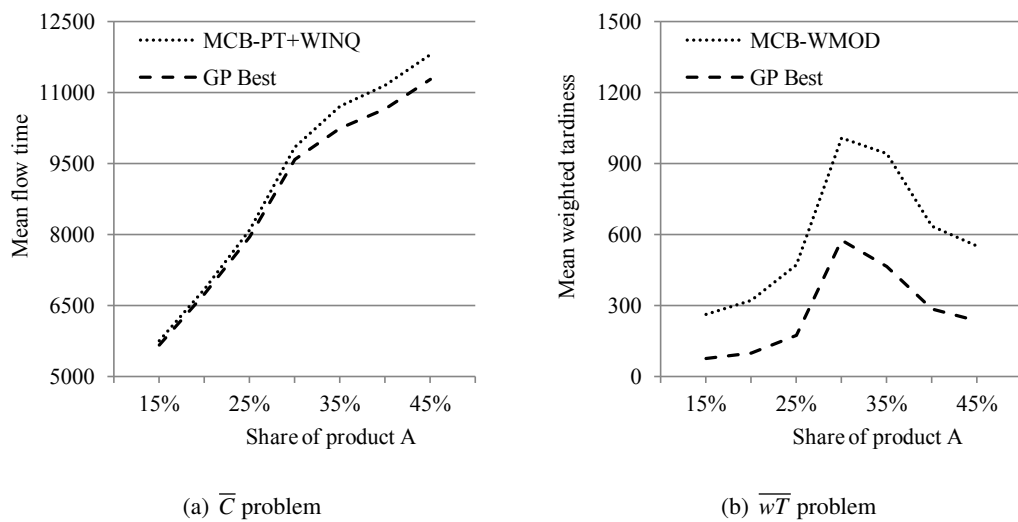 12500
11000
9500
8000
6500
5000
Mean flow time
MCB-PT+WINQ
GP Best
15% 25% 35% 45%
Share of product A
(a) C̅ problem
1500
1200
900
600
300
0
Mean weighted tardiness
MCB-WMOD
GP Best
15% 25% 35% 45%
Share of product A
(b) w̅T̅ problem